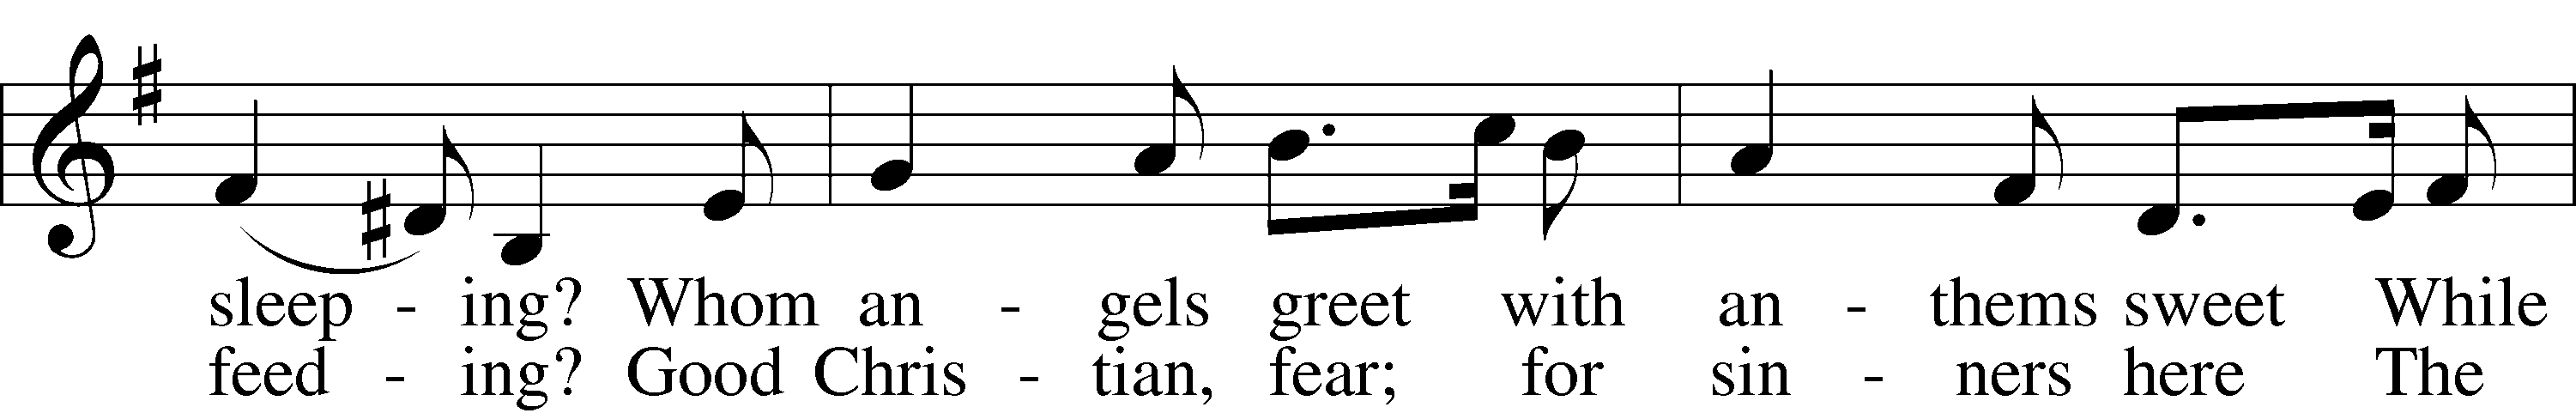 sleep - ing? Whom an - gels greet with an - thems sweet While
feed - ing? Good Chris - tian, fear; for sin - ners here The